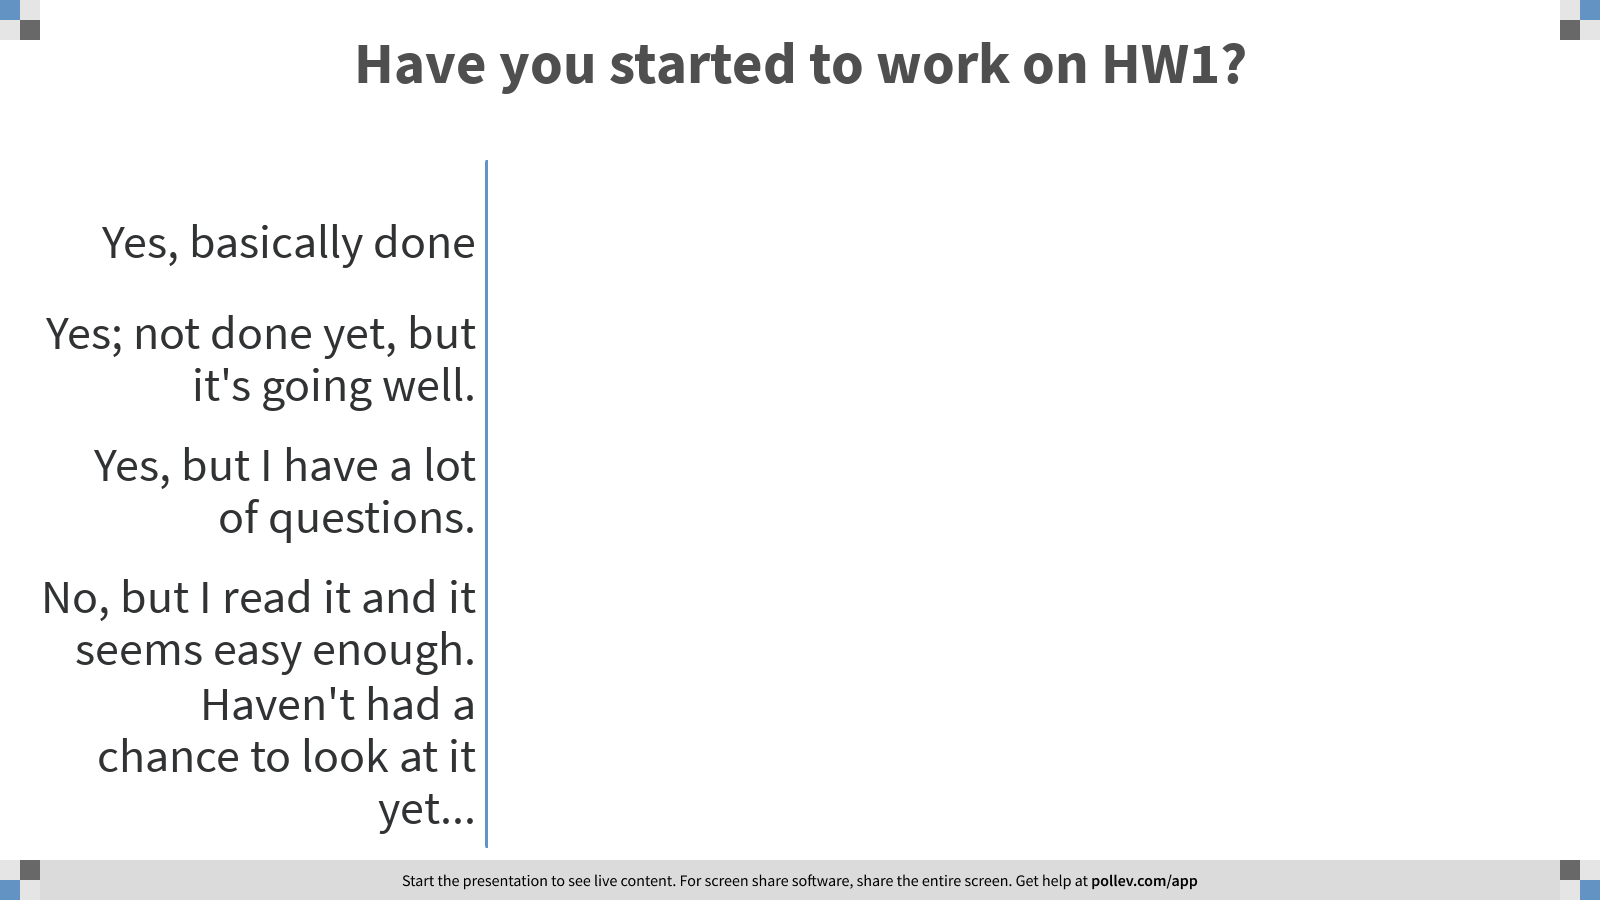 Have you started to work on HW1?
Yes, basically done
Yes; not done yet, but
it's going well.
Yes, but I have a lot
of questions.
No, but I read it and it
seems easy enough.
Haven't had a
chance to look at it
yet...
Start the presentation to see live content. For screen share software, share the entire screen. Get help at pollev.com/app